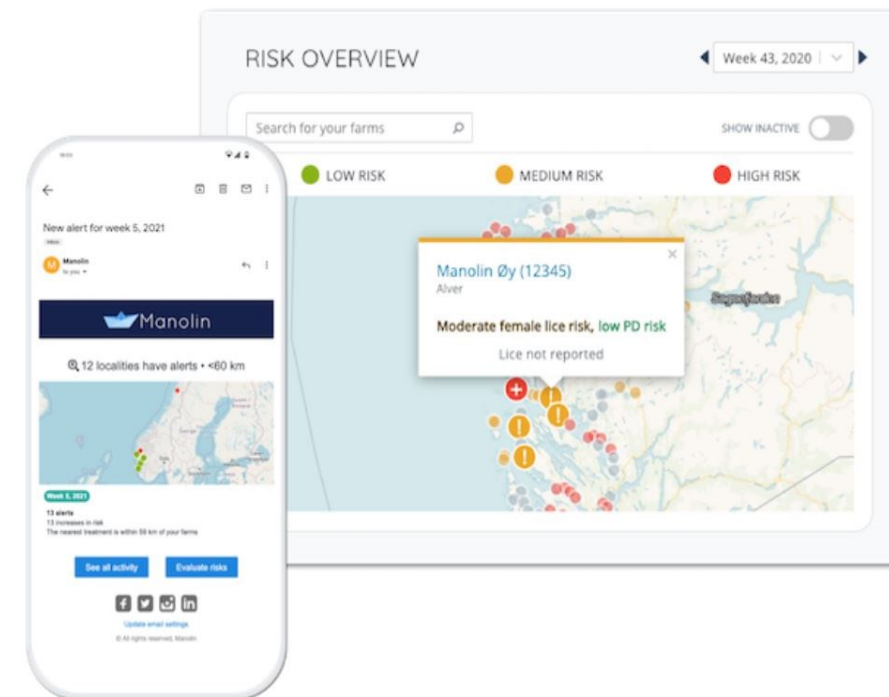 RISK OVERVIEW
Week 43, 2020
Search for your farms
SHOW INACTIVE
LOW RISK
MEDIUM RISK
HIGH RISK
Manolin Øy (12345)
Alver
Moderate female lice risk, low PD risk
Lice not reported
Sognefjorden
New alert for week 5, 2021
Inbox
M
Manolin
to you
Manolin
12 localities have alerts • <60 km
Week 5, 2021
13 alerts
13 increases in risk
The nearest treatment is within 58 km of your farms
See all activity
Evaluate risks
Update email settings
© All rights reserved, Manolin